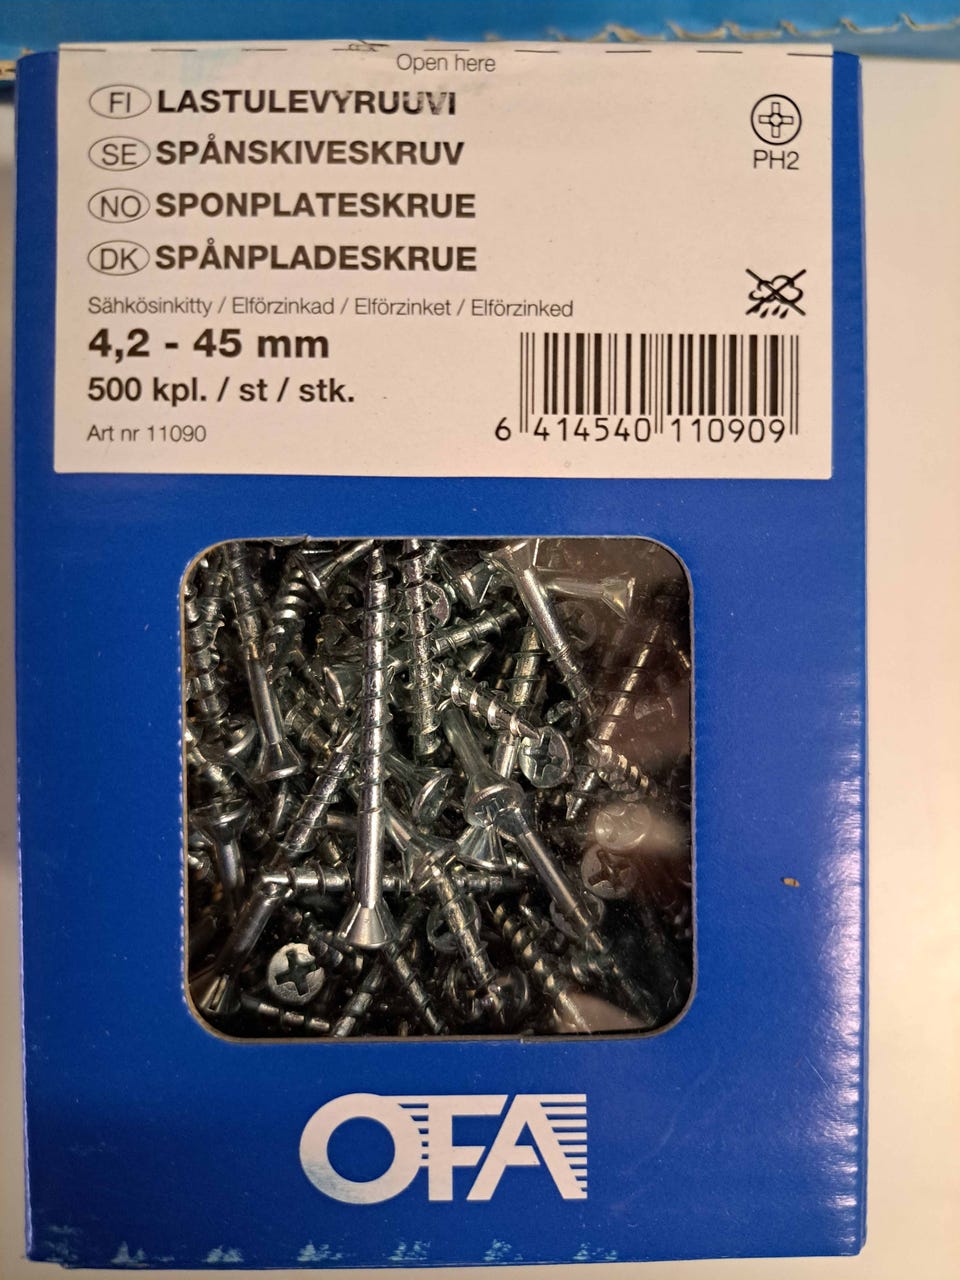 Open here
FI LASTULEVYRUUVI
SE SPÅNSKIVESKRUV
NO SPONPLATESKRUE
DK SPÅNPLADESKRUE
PH2
Sähkösinkitty / Elförzinkad / Elförzinket / Elförzinked
4,2 - 45 mm
500 kpl. / st / stk.
Art nr 11090
6 414540 110909
OFA